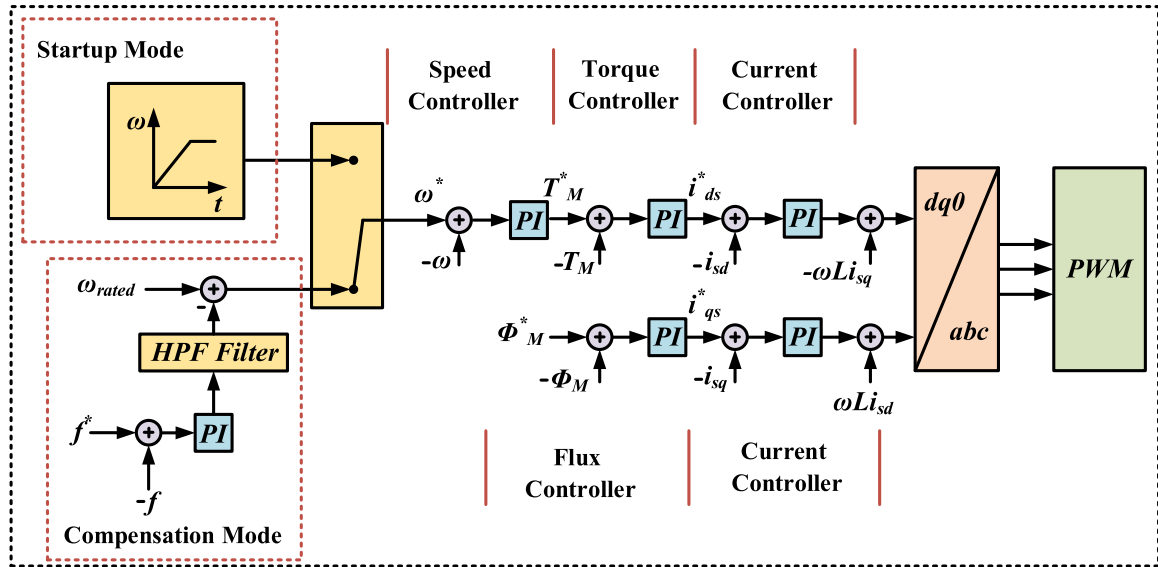 Startup Mode
ω
t
Speed
Controller
Torque
Controller
Current
Controller
ω*
T*M
i*ds
+
PI
+
PI
+
PI
+
-ω
-TM
-isd
-ωLisq
dq0
abc
PWM
ωrated
+
-
HPF Filter
f*
+
PI
-f
Compensation Mode
Φ*M
+
PI
i*qs
+
PI
+
-ΦM
-isq
ωLisd
Flux
Controller
Current
Controller